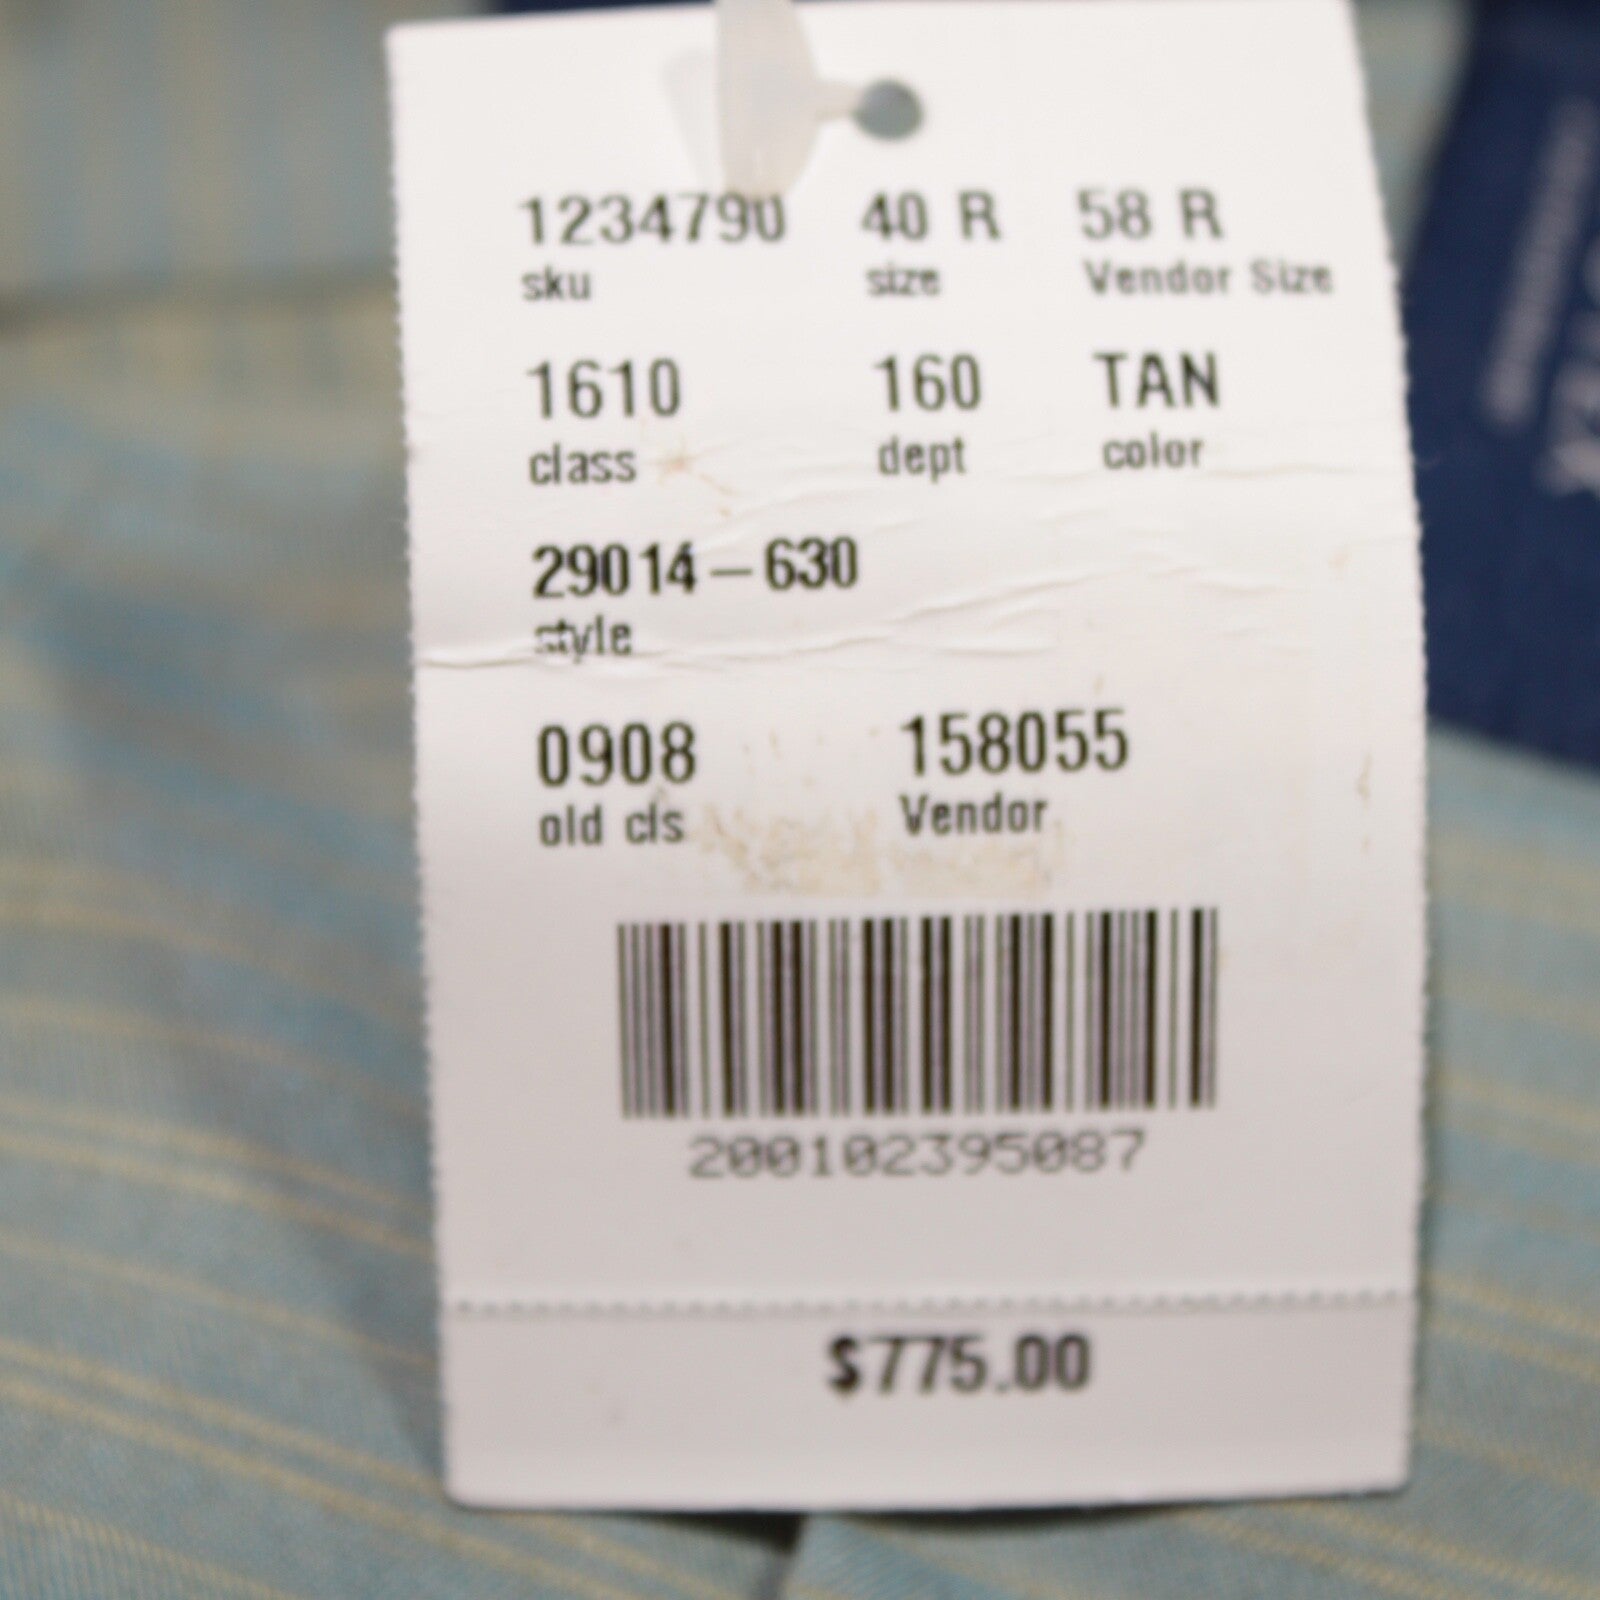 1234790 40 R 58 R
sku size Vendor Size
1610 160 TAN
class dept color
29014-630
style
0908 158055
old cls Vendor
200102395087
$775.00